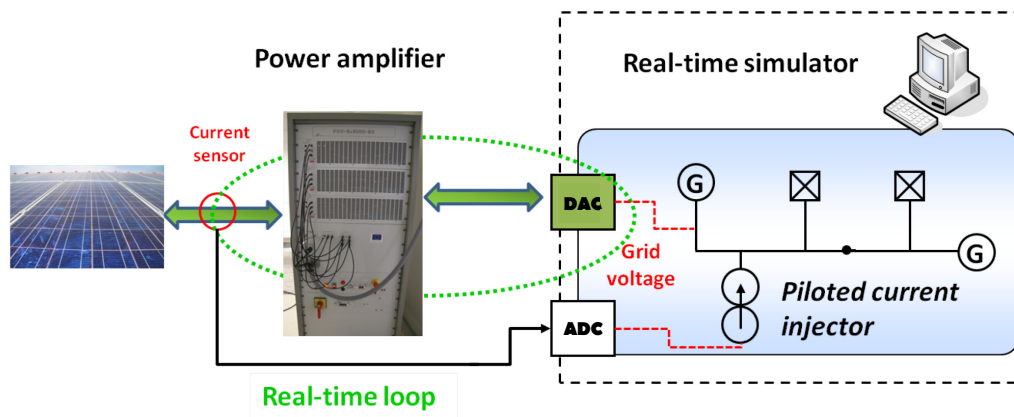 Power amplifier
Real-time simulator
Current
sensor
G
DAC
Grid
voltage
G
Piloted current
injector
ADC
Real-time loop